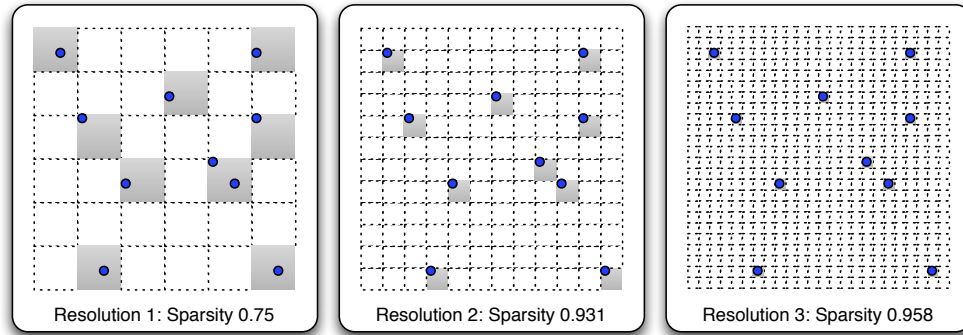 Resolution 1: Sparsity 0.75
Resolution 2: Sparsity 0.931
Resolution 3: Sparsity 0.958